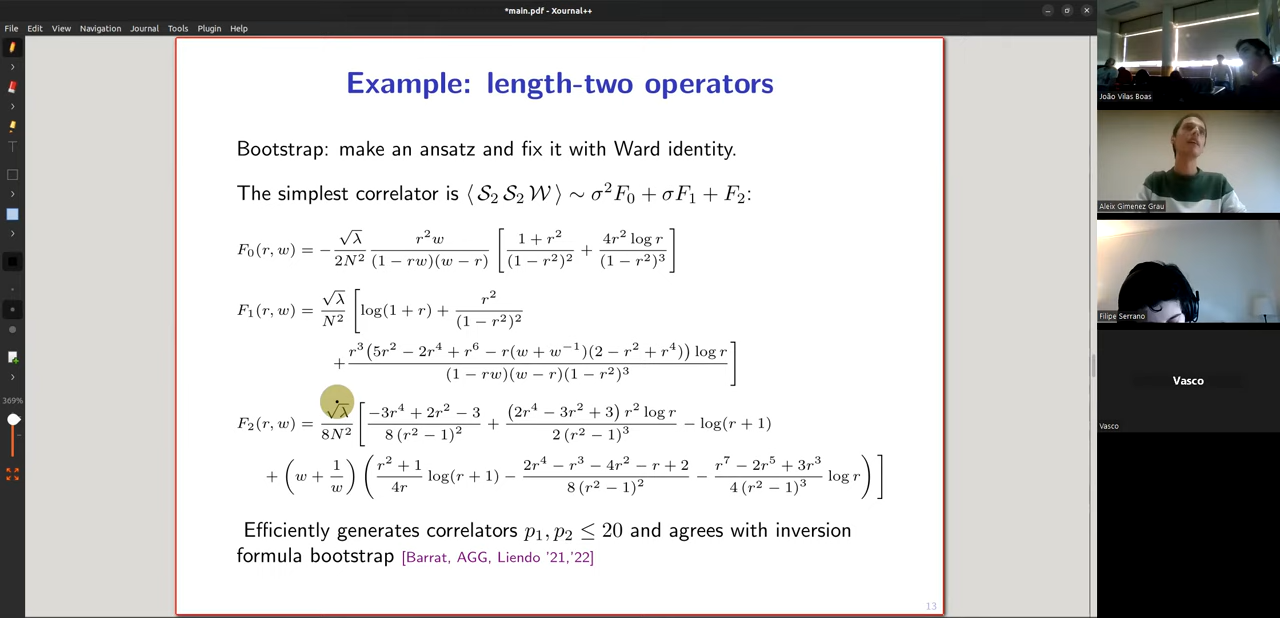 *main.pdf - Xournal++
File Edit View Navigation Journal Tools Plugin Help
Example: length-two operators
Bootstrap: make an ansatz and fix it with Ward identity.
The simplest correlator is ⟨ 𝒮₂ 𝒮₂ 𝒲 ⟩ ∼ σ²F₀ + σF₁ + F₂:
F₀(r, w) = − √λ/2N² r²w/((1 − rw)(w − r)) [ (1 + r²)/(1 − r²)² + 4r² log r/(1 − r²)³ ]
F₁(r, w) = √λ/N² [ log(1 + r) + r²/(1 − r²)²
+ r³(5r² − 2r⁴ + r⁶ − r(w + w⁻¹)(2 − r² + r⁴)) log r/((1 − rw)(w − r)(1 − r²)³) ]
F₂(r, w) = √λ/8N² [ (−3r⁴ + 2r² − 3)/(8 (r² − 1)²) + (2r⁴ − 3r² + 3) r² log r/(2 (r² − 1)³) − log(r + 1)
+ (w + 1/w) ( (r² + 1)/4r log(r + 1) − (2r⁴ − r³ − 4r² − r + 2)/(8 (r² − 1)²) − (r⁷ − 2r⁵ + 3r³)/(4 (r² − 1)³) log r ) ]
Efficiently generates correlators p₁, p₂ ≤ 20 and agrees with inversion
formula bootstrap [Barrat, AGG, Liendo '21,'22]
13
369%
João Vilas Boas
Aleix Gimenez Grau
Filipe Serrano
Vasco
Vasco